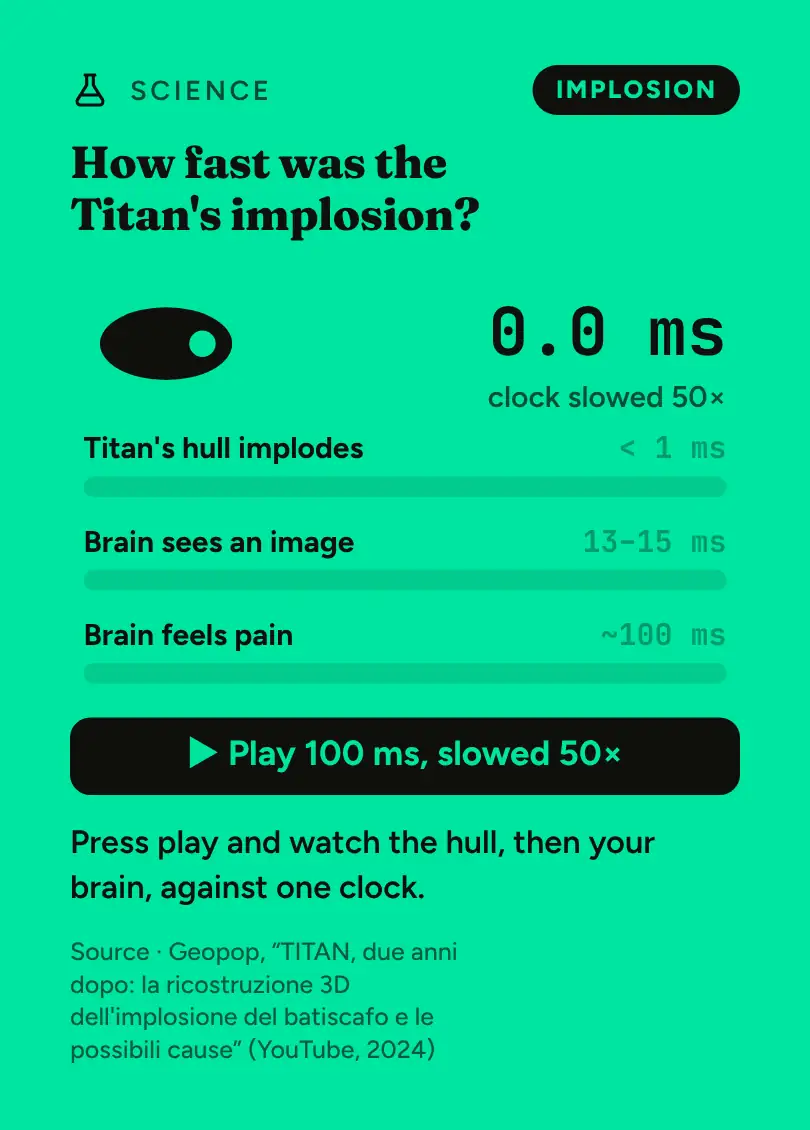 SCIENCE
IMPLOSION
How fast was the
Titan's implosion?
0.0 ms
clock slowed 50×
Titan's hull implodes
< 1 ms
Brain sees an image
13–15 ms
Brain feels pain
~100 ms
▶ Play 100 ms, slowed 50×
Press play and watch the hull, then your
brain, against one clock.
Source · Geopop, “TITAN, due anni
dopo: la ricostruzione 3D
dell'implosione del batiscafo e le
possibili cause” (YouTube, 2024)